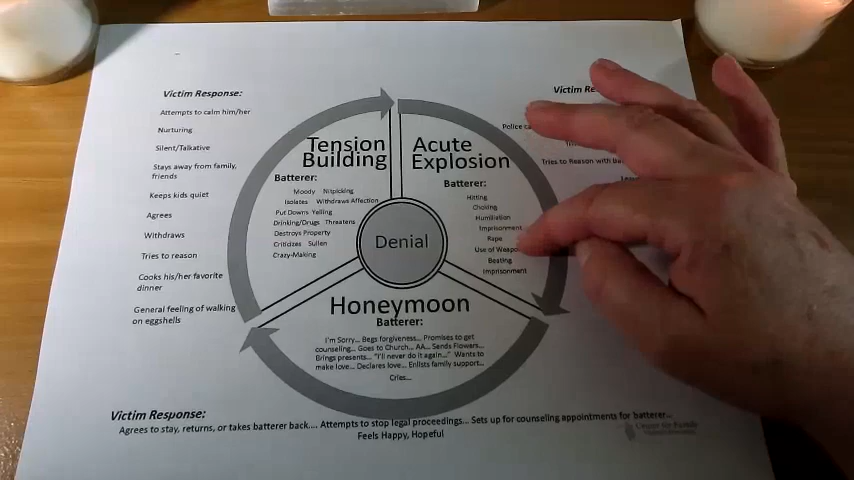 Victim Response:
Attempts to calm him/her
Nurturing
Silent/Talkative
Stays away from family,
friends
Keeps kids quiet
Agrees
Withdraws
Tries to reason
Cooks his/her favorite
dinner
General feeling of walking
on eggshells
Tension
Building
Batterer:
Moody Nitpicking
Isolates Withdraws Affection
Put Downs Yelling
Drinking/Drugs Threatens
Destroys Property
Criticizes Sullen
Crazy-Making
Acute
Explosion
Batterer:
Hitting
Choking
Humiliation
Imprisonment
Rape
Use of
Beating
Imprisonment
Victim
Police
Tries to Reason with
Denial
Honeymoon
Batterer:
I'm Sorry... Begs forgiveness... Promises to get
counseling... Goes to Church... AA... Sends Flowers...
Brings presents... "I'll never do it again..." Wants to
make love... Declares love... Enlists family support...
Cries...
Victim Response:
Agrees to stay, returns, or takes batterer back.... Attempts to stop legal proceedings... Sets up for counseling appointments for batterer...
Feels Happy, Hopeful
Center for Family